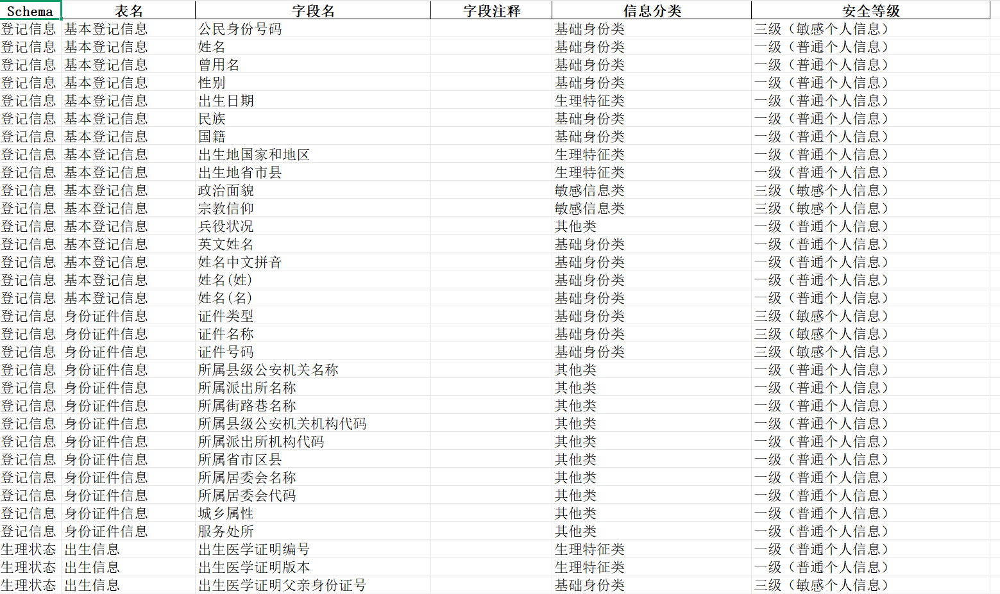 Schema 表名 字段名 字段注释 信息分类 安全等级
登记信息 基本登记信息 公民身份号码 基础身份类 三级（敏感个人信息）
登记信息 基本登记信息 姓名 基础身份类 一级（普通个人信息）
登记信息 基本登记信息 曾用名 基础身份类 一级（普通个人信息）
登记信息 基本登记信息 性别 基础身份类 一级（普通个人信息）
登记信息 基本登记信息 出生日期 生理特征类 一级（普通个人信息）
登记信息 基本登记信息 民族 基础身份类 一级（普通个人信息）
登记信息 基本登记信息 国籍 基础身份类 一级（普通个人信息）
登记信息 基本登记信息 出生地国家和地区 生理特征类 一级（普通个人信息）
登记信息 基本登记信息 出生地省市县 生理特征类 一级（普通个人信息）
登记信息 基本登记信息 政治面貌 敏感信息类 三级（敏感个人信息）
登记信息 基本登记信息 宗教信仰 敏感信息类 三级（敏感个人信息）
登记信息 基本登记信息 兵役状况 其他类 一级（普通个人信息）
登记信息 基本登记信息 英文姓名 基础身份类 一级（普通个人信息）
登记信息 基本登记信息 姓名中文拼音 基础身份类 一级（普通个人信息）
登记信息 基本登记信息 姓名(姓) 基础身份类 一级（普通个人信息）
登记信息 基本登记信息 姓名(名) 基础身份类 一级（普通个人信息）
登记信息 身份证件信息 证件类型 基础身份类 三级（敏感个人信息）
登记信息 身份证件信息 证件名称 基础身份类 三级（敏感个人信息）
登记信息 身份证件信息 证件号码 基础身份类 三级（敏感个人信息）
登记信息 身份证件信息 所属县级公安机关名称 其他类 一级（普通个人信息）
登记信息 身份证件信息 所属派出所名称 其他类 一级（普通个人信息）
登记信息 身份证件信息 所属街路巷名称 其他类 一级（普通个人信息）
登记信息 身份证件信息 所属县级公安机关机构代码 其他类 一级（普通个人信息）
登记信息 身份证件信息 所属派出所机构代码 其他类 一级（普通个人信息）
登记信息 身份证件信息 所属省市区县 其他类 一级（普通个人信息）
登记信息 身份证件信息 所属居委会名称 其他类 一级（普通个人信息）
登记信息 身份证件信息 所属居委会代码 其他类 一级（普通个人信息）
登记信息 身份证件信息 城乡属性 其他类 一级（普通个人信息）
登记信息 身份证件信息 服务处所 其他类 一级（普通个人信息）
生理状态 出生信息 出生医学证明编号 生理特征类 一级（普通个人信息）
生理状态 出生信息 出生医学证明版本 生理特征类 一级（普通个人信息）
生理状态 出生信息 出生医学证明父亲身份证号 基础身份类 三级（敏感个人信息）